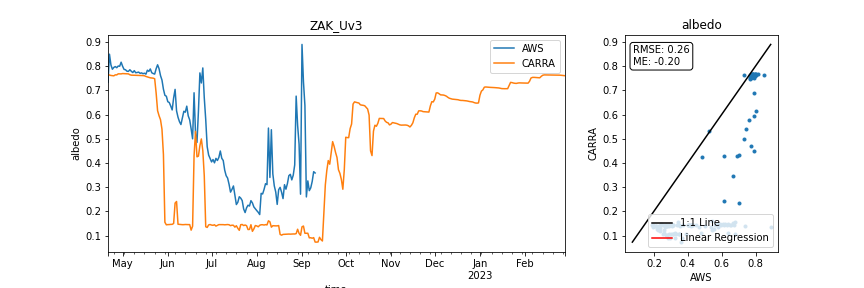 ZAK_Uv3
AWS
CARRA
albedo
0.9
0.8
0.7
0.6
0.5
0.4
0.3
0.2
0.1
May Jun Jul Aug Sep Oct Nov Dec Jan Feb
2023
time
albedo
RMSE: 0.26
ME: -0.20
CARRA
0.9
0.8
0.7
0.6
0.5
0.4
0.3
0.2
0.1
1:1 Line
Linear Regression
0.2 0.4 0.6 0.8
AWS